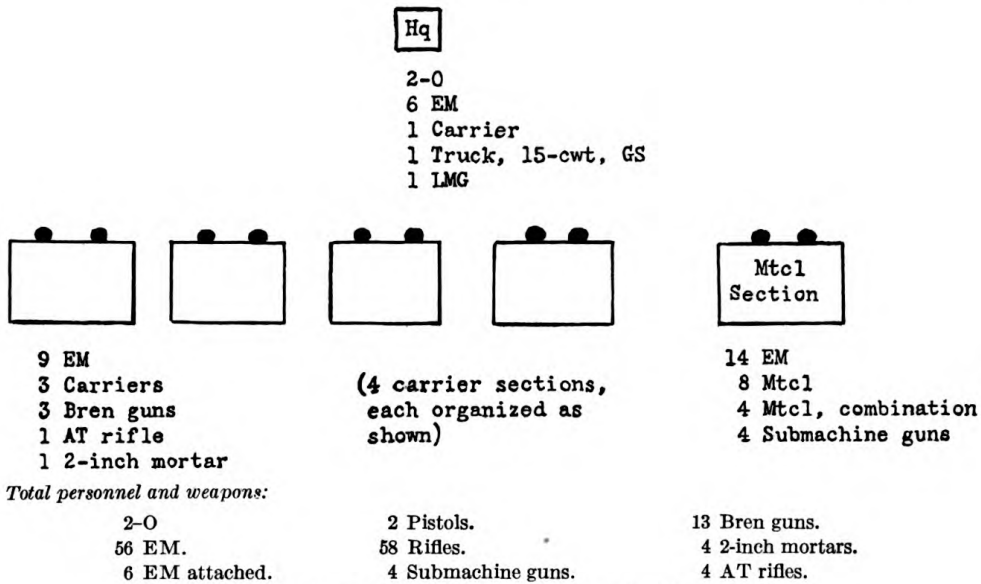 Hq
2-O
6 EM
1 Carrier
1 Truck, 15-cwt, GS
1 LMG
Mtcl
Section
9 EM
3 Carriers
3 Bren guns
1 AT rifle
1 2-inch mortar
(4 carrier sections,
each organized as
shown)
14 EM
8 Mtcl
4 Mtcl, combination
4 Submachine guns
Total personnel and weapons:
2–O
56 EM.
6 EM attached.
2 Pistols.
58 Rifles.
4 Submachine guns.
13 Bren guns.
4 2-inch mortars.
4 AT rifles.